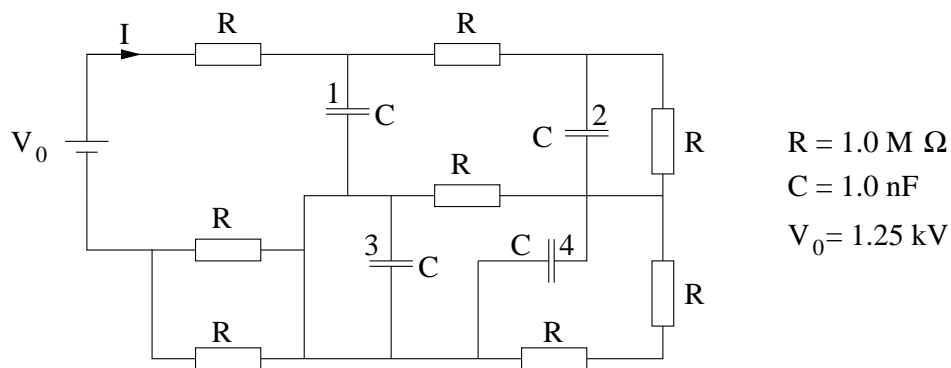 I R R
1 C 2
V0 C R
R R = 1.0 M Ω
C = 1.0 nF
R 3 C 4 V0 = 1.25 kV
C R
R R